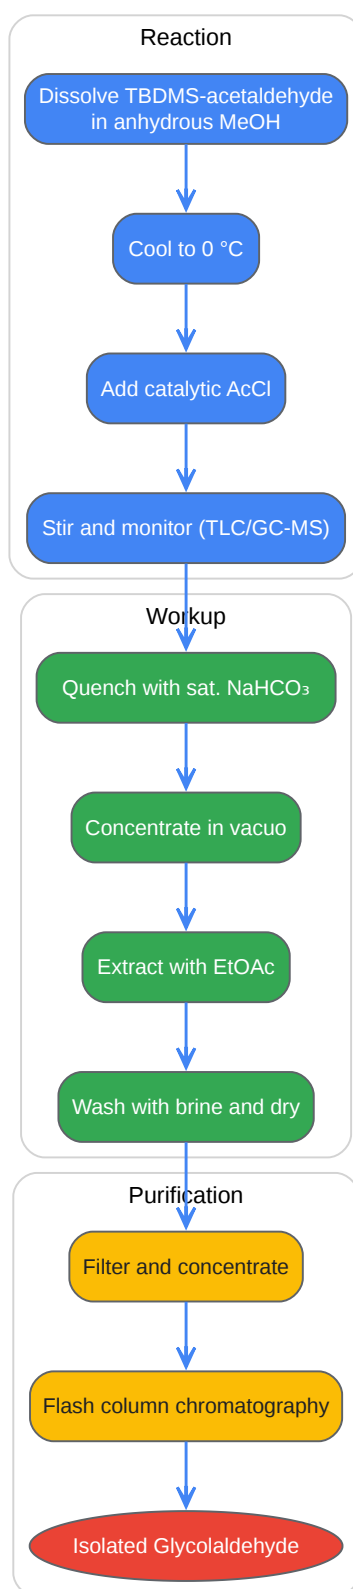 Reaction
Dissolve TBDMS-acetaldehyde
in anhydrous MeOH
Cool to 0 °C
Add catalytic AcCl
Stir and monitor (TLC/GC-MS)
Workup
Quench with sat. NaHCO₃
Concentrate in vacuo
Extract with EtOAc
Wash with brine and dry
Purification
Filter and concentrate
Flash column chromatography
Isolated Glycolaldehyde